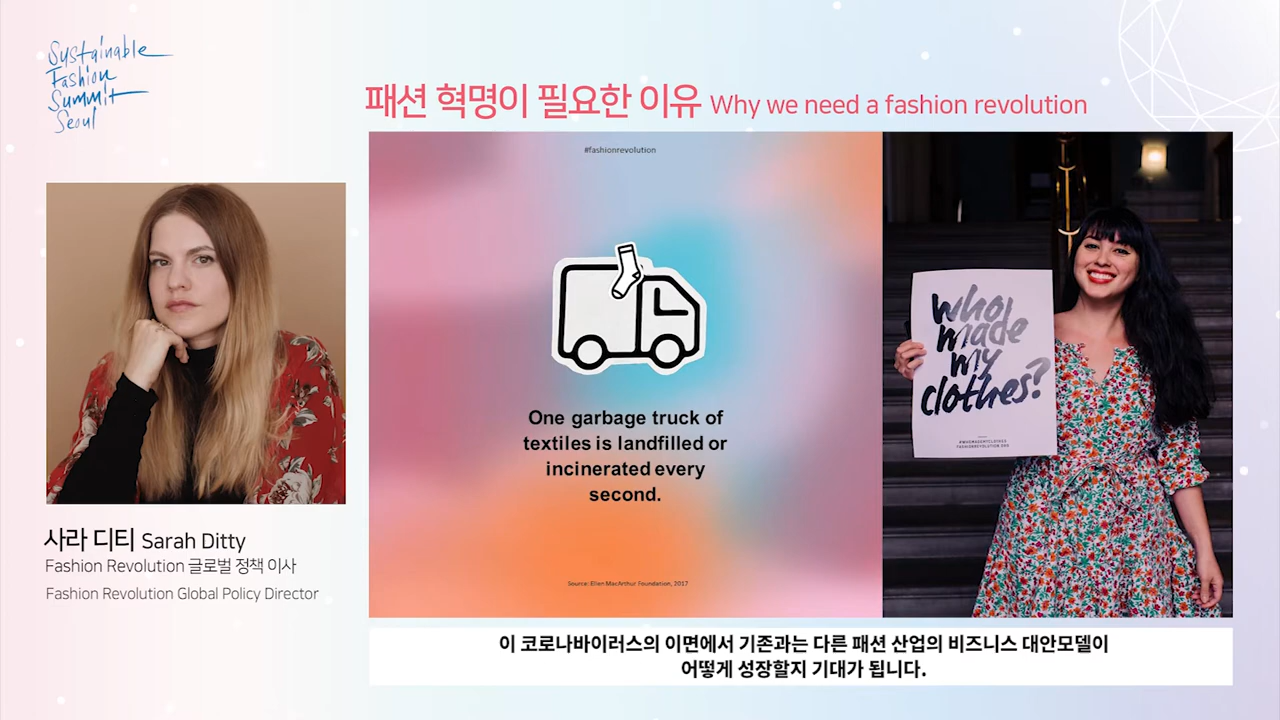 Sustainable
Fashion
Summit
Seoul
패션 혁명이 필요한 이유 Why we need a fashion revolution
#fashionrevolution
One garbage truck of
textiles is landfilled or
incinerated every
second.
Source: Ellen MacArthur Foundation, 2017
who
made
my
clothes?
#WHOMADEMYCLOTHES
FASHIONREVOLUTION.ORG
사라 디티 Sarah Ditty
Fashion Revolution 글로벌 정책 이사
Fashion Revolution Global Policy Director
이 코로나바이러스의 이면에서 기존과는 다른 패션 산업의 비즈니스 대안모델이
어떻게 성장할지 기대가 됩니다.